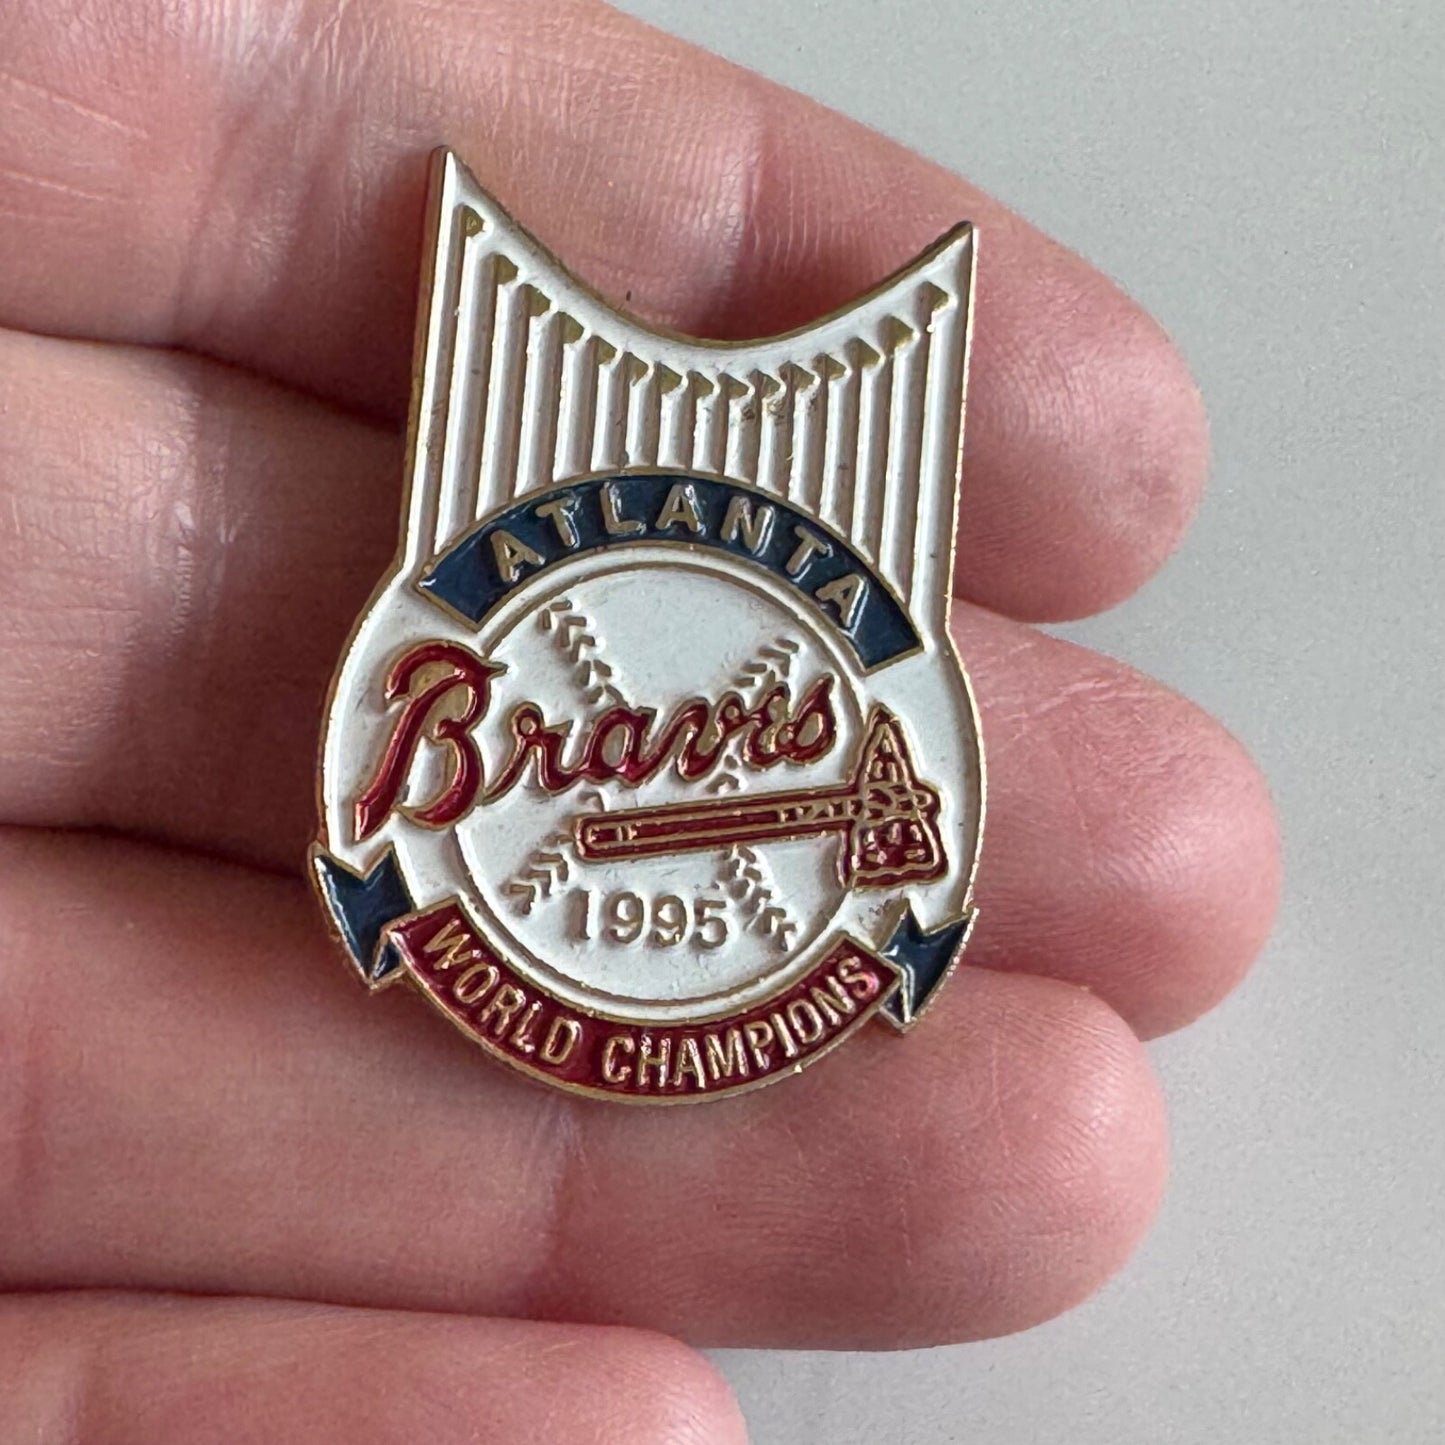 ATLANTA
Braves
1995
WORLD CHAMPIONS